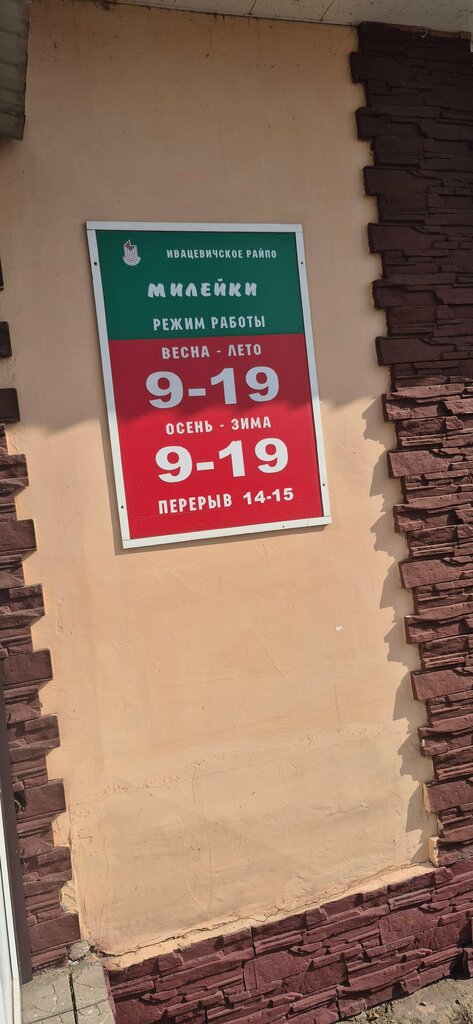 ИВАЦЕВИЧСКОЕ РАЙПО
МИЛЕЙКИ
РЕЖИМ РАБОТЫ
ВЕСНА - ЛЕТО
9-19
ОСЕНЬ - ЗИМА
9-19
ПЕРЕРЫВ 14-15